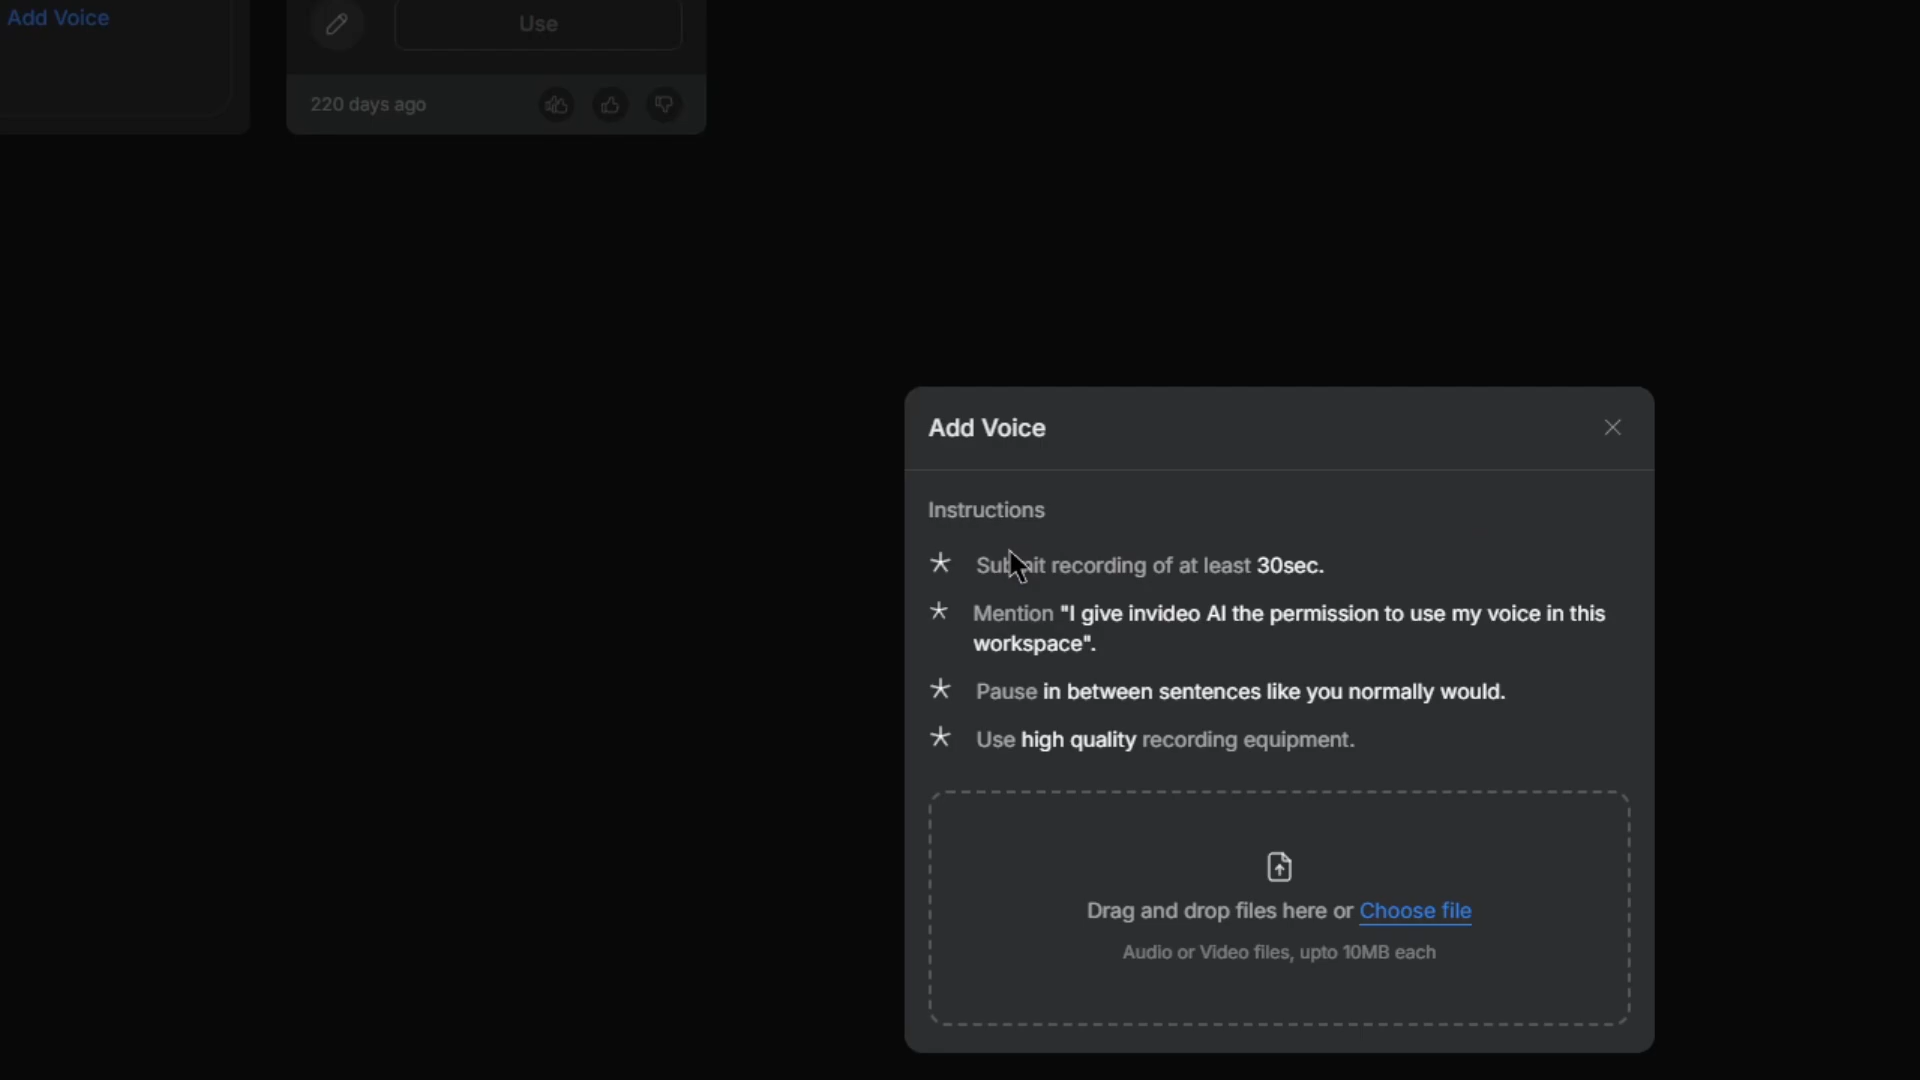 Add Voice
Use
220 days ago
Add Voice
Instructions
Submit recording of at least 30sec.
Mention "I give invideo AI the permission to use my voice in this
workspace".
Pause in between sentences like you normally would.
Use high quality recording equipment.
Drag and drop files here or Choose file
Audio or Video files, upto 10MB each